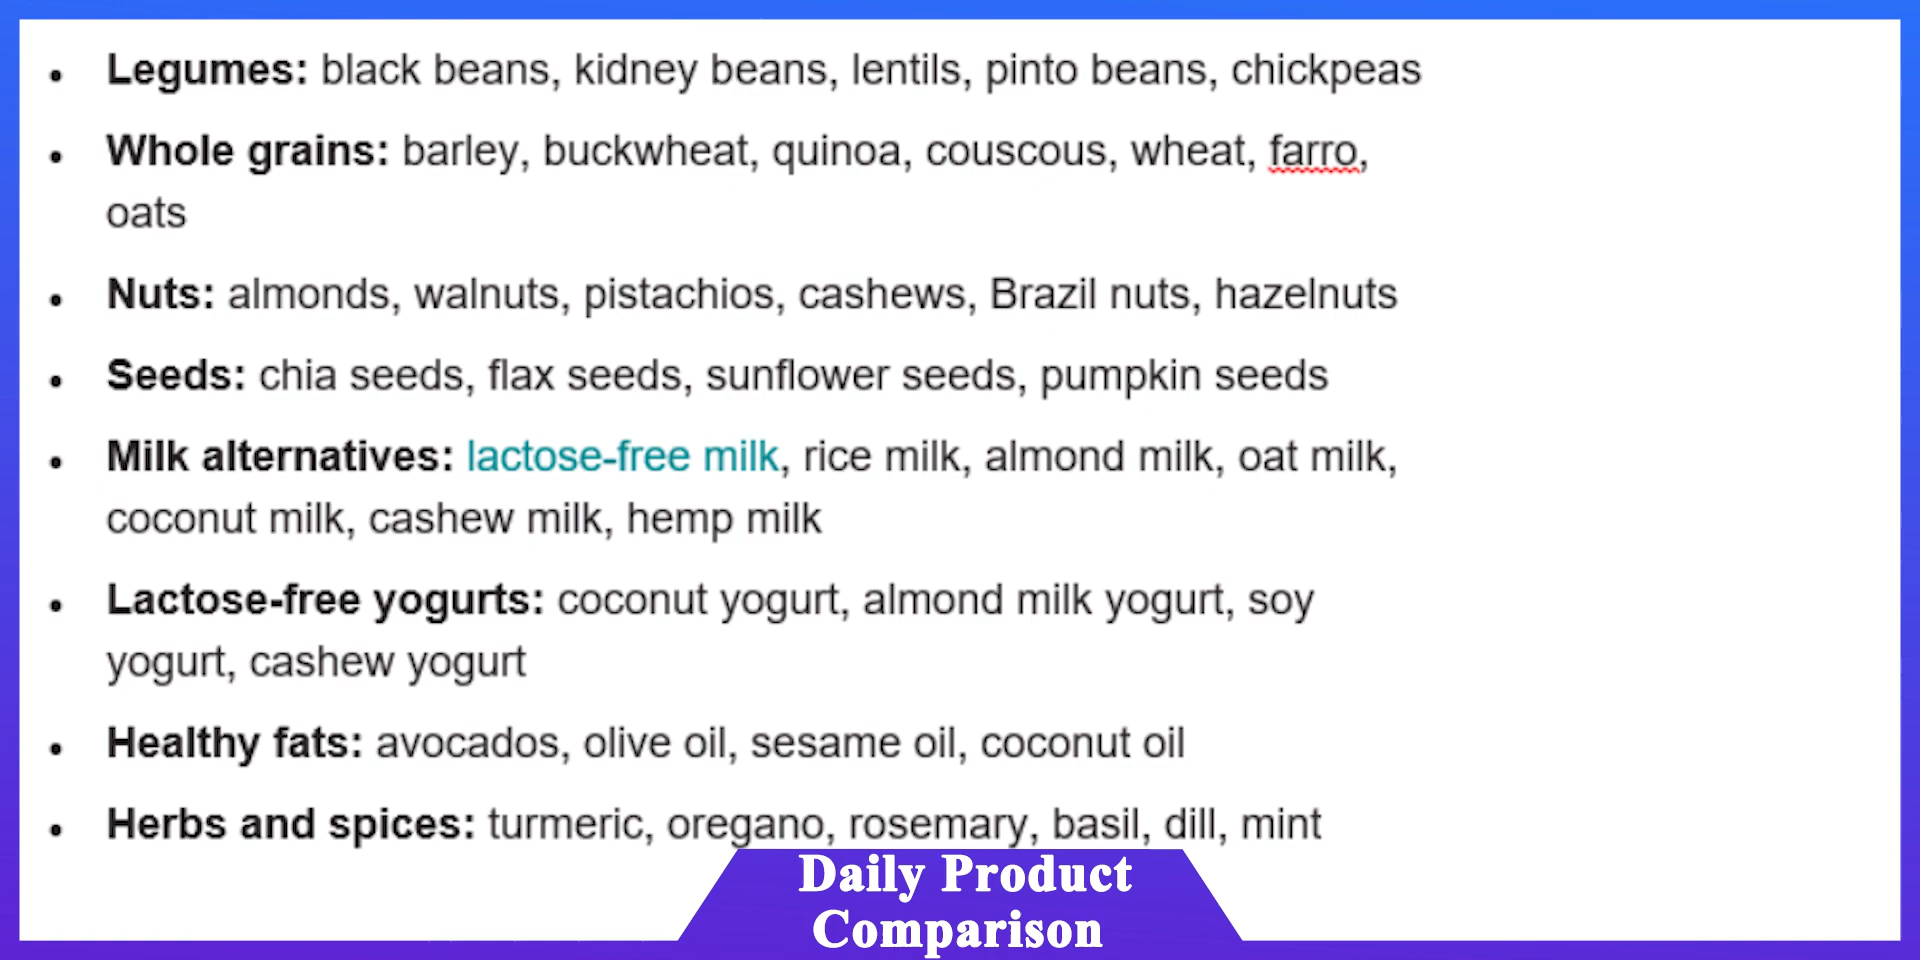 • Legumes: black beans, kidney beans, lentils, pinto beans, chickpeas
• Whole grains: barley, buckwheat, quinoa, couscous, wheat, farro,
oats
• Nuts: almonds, walnuts, pistachios, cashews, Brazil nuts, hazelnuts
• Seeds: chia seeds, flax seeds, sunflower seeds, pumpkin seeds
• Milk alternatives: lactose-free milk, rice milk, almond milk, oat milk,
coconut milk, cashew milk, hemp milk
• Lactose-free yogurts: coconut yogurt, almond milk yogurt, soy
yogurt, cashew yogurt
• Healthy fats: avocados, olive oil, sesame oil, coconut oil
• Herbs and spices: turmeric, oregano, rosemary, basil, dill, mint
Daily Product
Comparison